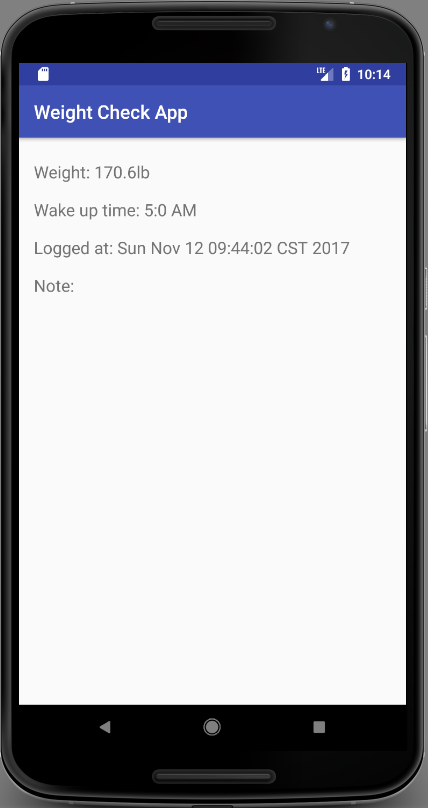 LTE 10:14
Weight Check App
Weight: 170.6lb
Wake up time: 5:0 AM
Logged at: Sun Nov 12 09:44:02 CST 2017
Note: